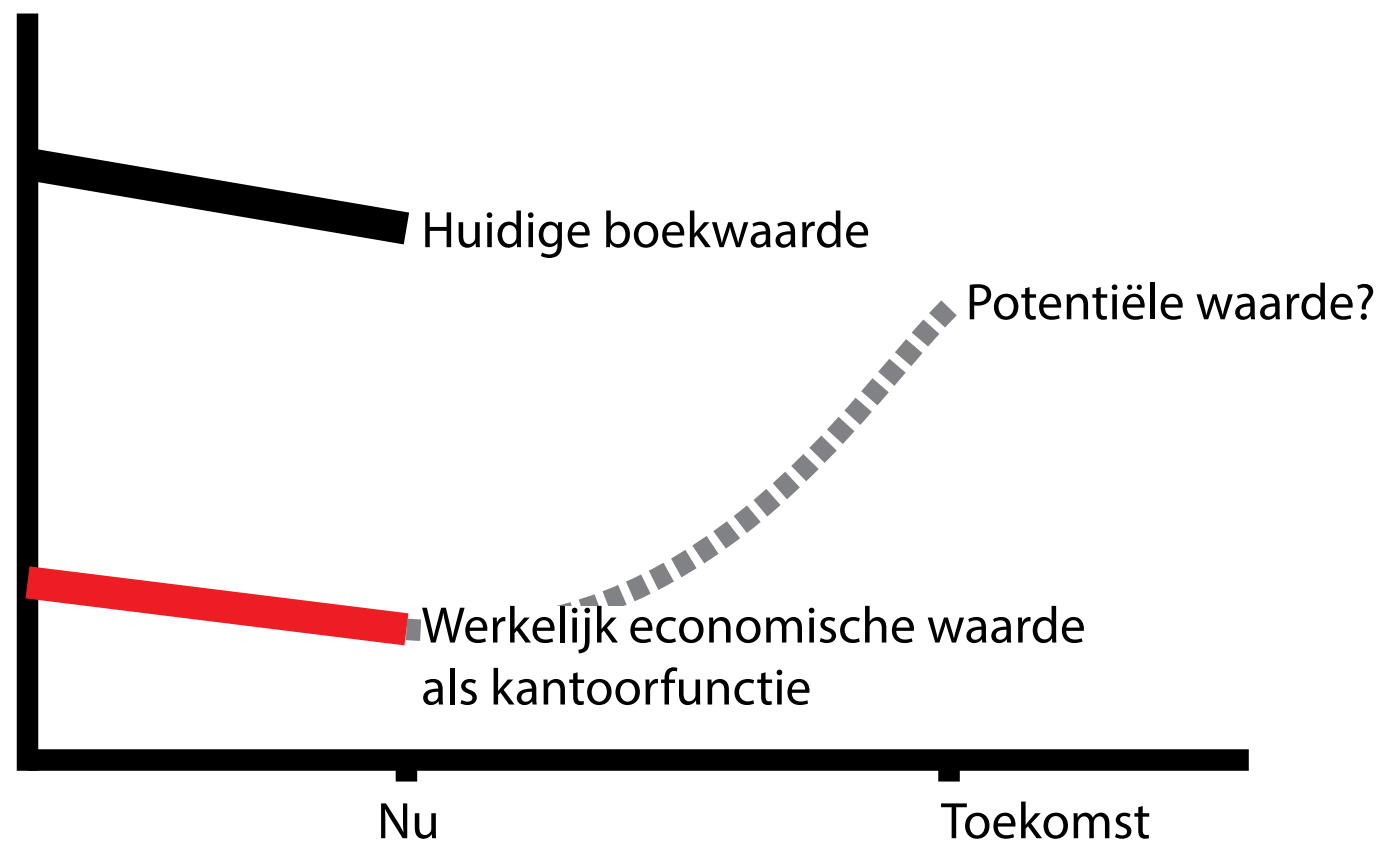 Huidige boekwaarde
Potentiële waarde?
Werkelijk economische waarde
als kantoorfunctie
Nu
Toekomst